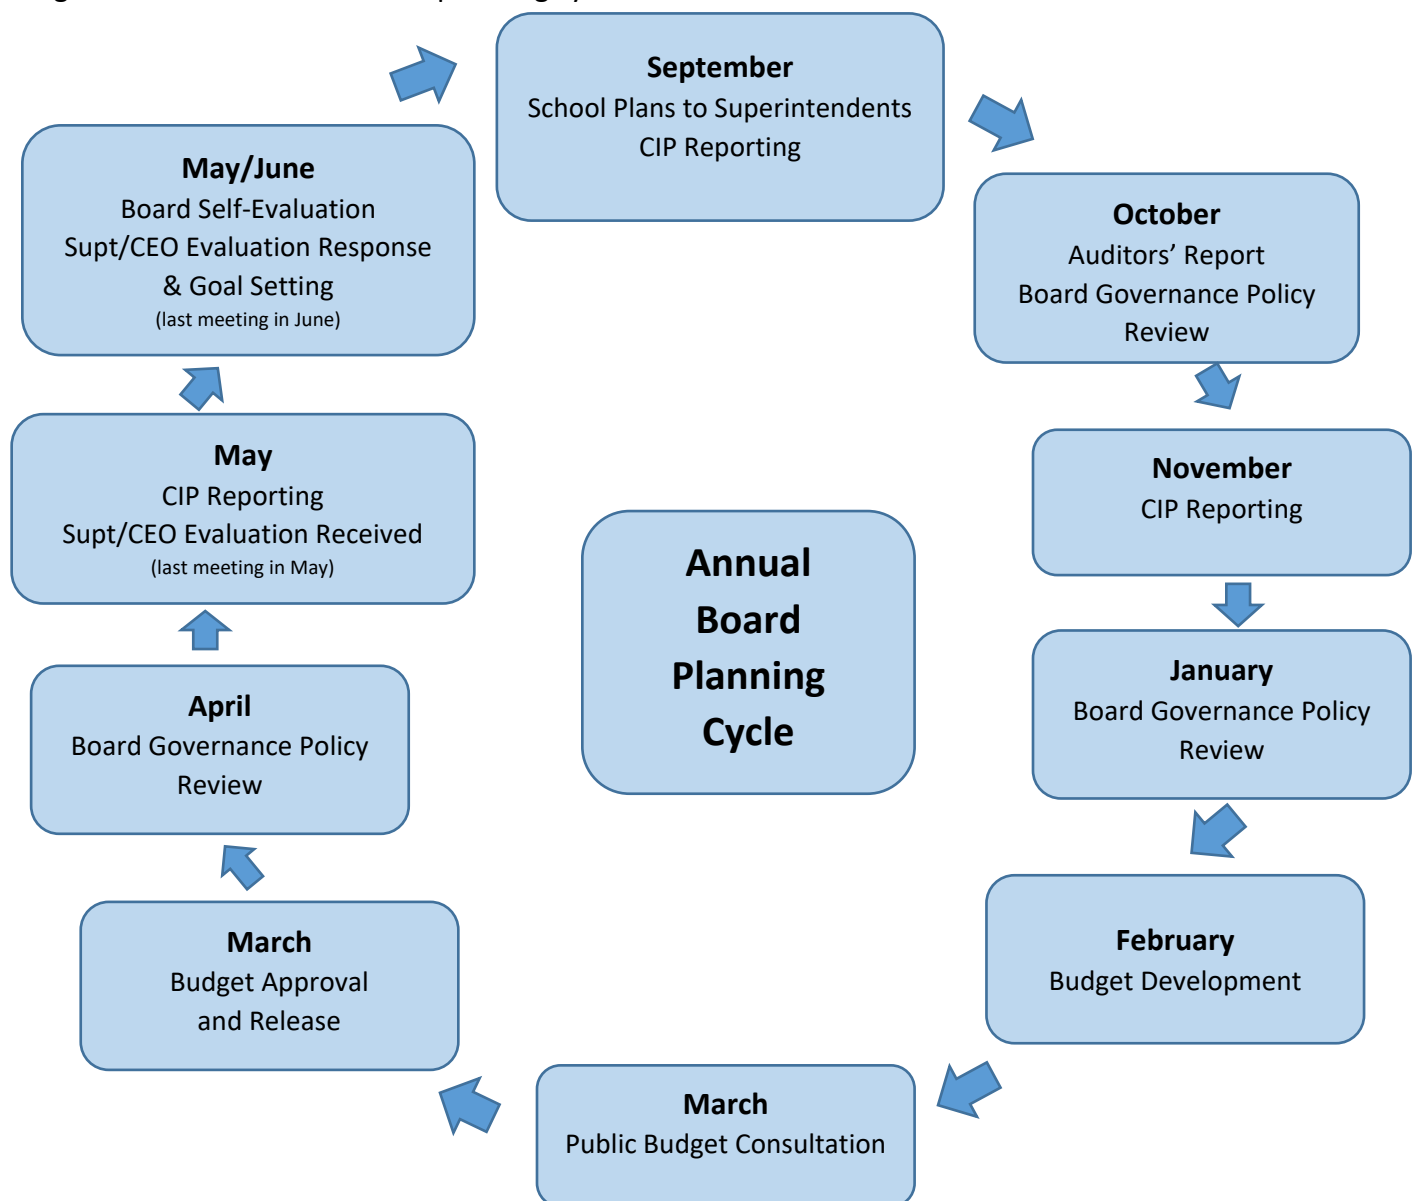 September
School Plans to Superintendents
CIP Reporting
October
Auditors’ Report
Board Governance Policy
Review
November
CIP Reporting
January
Board Governance Policy
Review
February
Budget Development
March
Public Budget Consultation
March
Budget Approval
and Release
April
Board Governance Policy
Review
May
CIP Reporting
Supt/CEO Evaluation Received
(last meeting in May)
May/June
Board Self-Evaluation
Supt/CEO Evaluation Response
& Goal Setting
(last meeting in June)
Annual
Board
Planning
Cycle